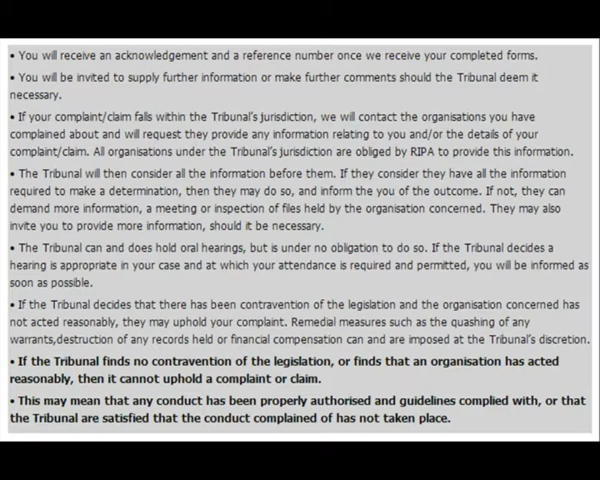 • You will receive an acknowledgement and a reference number once we receive your completed forms.
• You will be invited to supply further information or make further comments should the Tribunal deem it
necessary.
• If your complaint/claim falls within the Tribunal's jurisdiction, we will contact the organisations you have
complained about and will request they provide any information relating to you and/or the details of your
complaint/claim. All organisations under the Tribunal's jurisdiction are obliged by RIPA to provide this information.
• The Tribunal will then consider all the information before them. If they consider they have all the information
required to make a determination, then they may do so, and inform the you of the outcome. If not, they can
demand more information, a meeting or inspection of files held by the organisation concerned. They may also
invite you to provide more information, should it be necessary.
• The Tribunal can and does hold oral hearings, but is under no obligation to do so. If the Tribunal decides a
hearing is appropriate in your case and at which your attendance is required and permitted, you will be informed as
soon as possible.
• If the Tribunal decides that there has been contravention of the legislation and the organisation concerned has
not acted reasonably, they may uphold your complaint. Remedial measures such as the quashing of any
warrants,destruction of any records held or financial compensation can and are imposed at the Tribunal's discretion.
• If the Tribunal finds no contravention of the legislation, or finds that an organisation has acted
reasonably, then it cannot uphold a complaint or claim.
• This may mean that any conduct has been properly authorised and guidelines complied with, or that
the Tribunal are satisfied that the conduct complained of has not taken place.